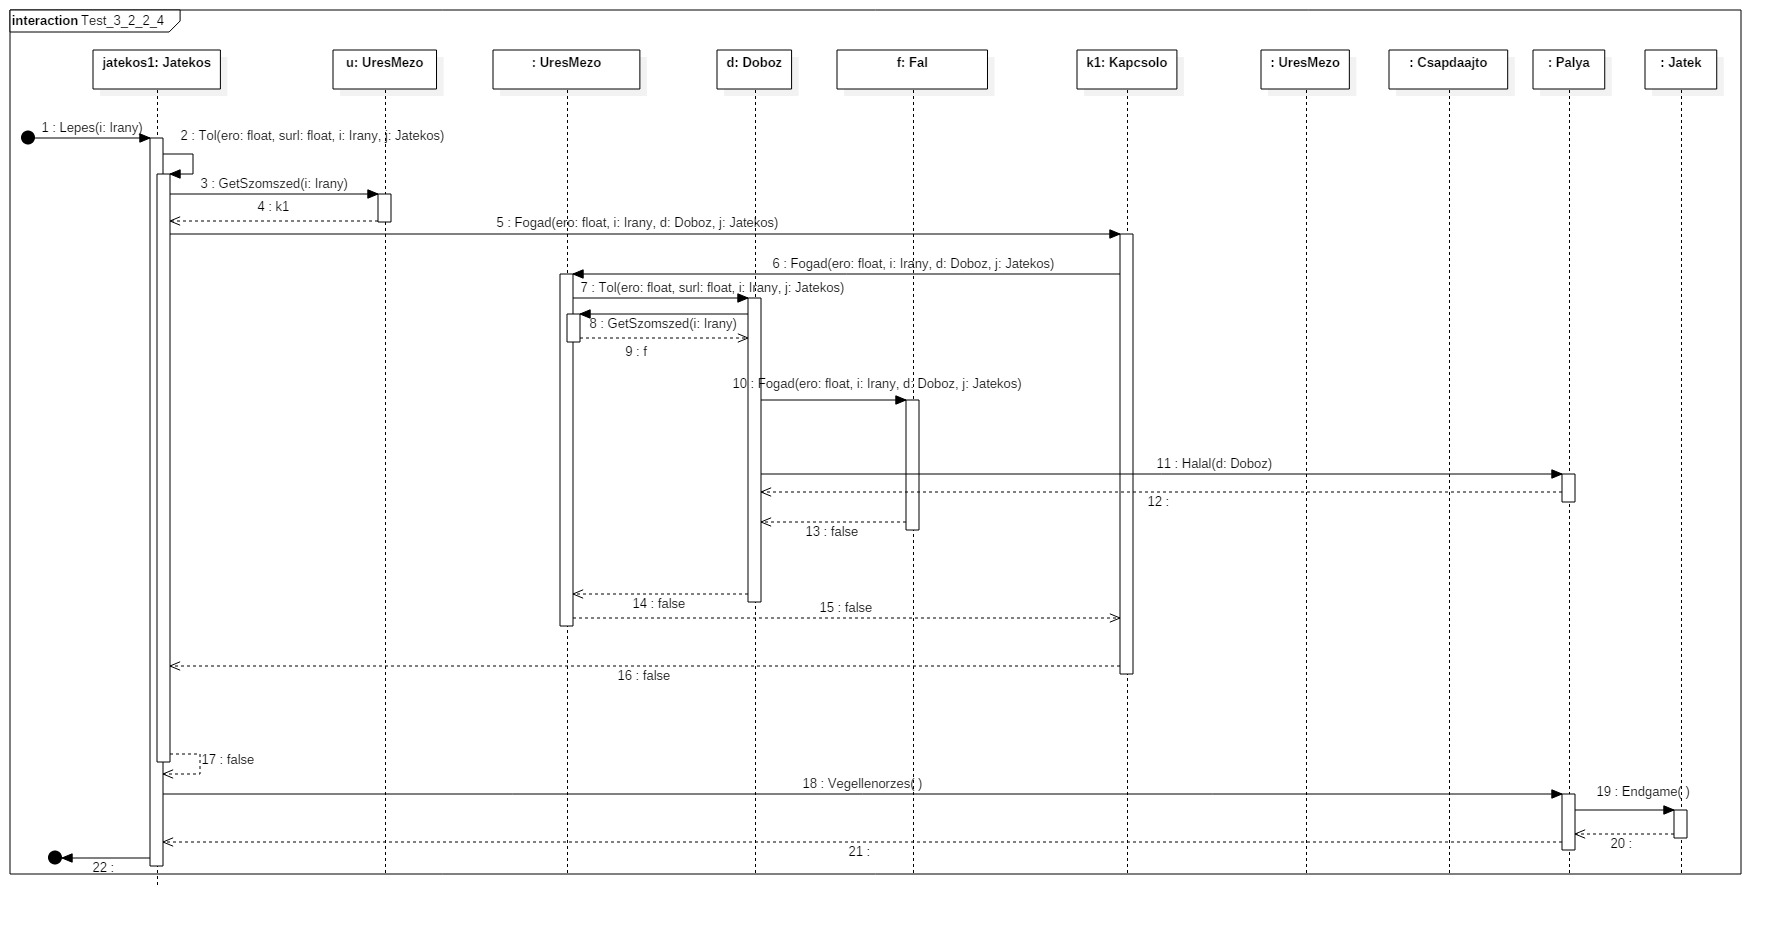 interaction Test_3_2_2_4
jatekos1: Jatekos
u: UresMezo
: UresMezo
d: Doboz
f: Fal
k1: Kapcsolo
: UresMezo
: Csapdaajto
: Palya
: Jatek
1 : Lepes(i: Irany)
2 : Tol(ero: float, surl: float, i: Irany, j: Jatekos)
3 : GetSzomszed(i: Irany)
4 : k1
5 : Fogad(ero: float, i: Irany, d: Doboz, j: Jatekos)
6 : Fogad(ero: float, i: Irany, d: Doboz, j: Jatekos)
7 : Tol(ero: float, surl: float, i: Irany, j: Jatekos)
8 : GetSzomszed(i: Irany)
9 : f
10 : Fogad(ero: float, i: Irany, d: Doboz, j: Jatekos)
11 : Halal(d: Doboz)
12 :
13 : false
14 : false
15 : false
16 : false
17 : false
18 : Vegellenorzes( )
19 : Endgame( )
20 :
21 :
22 :